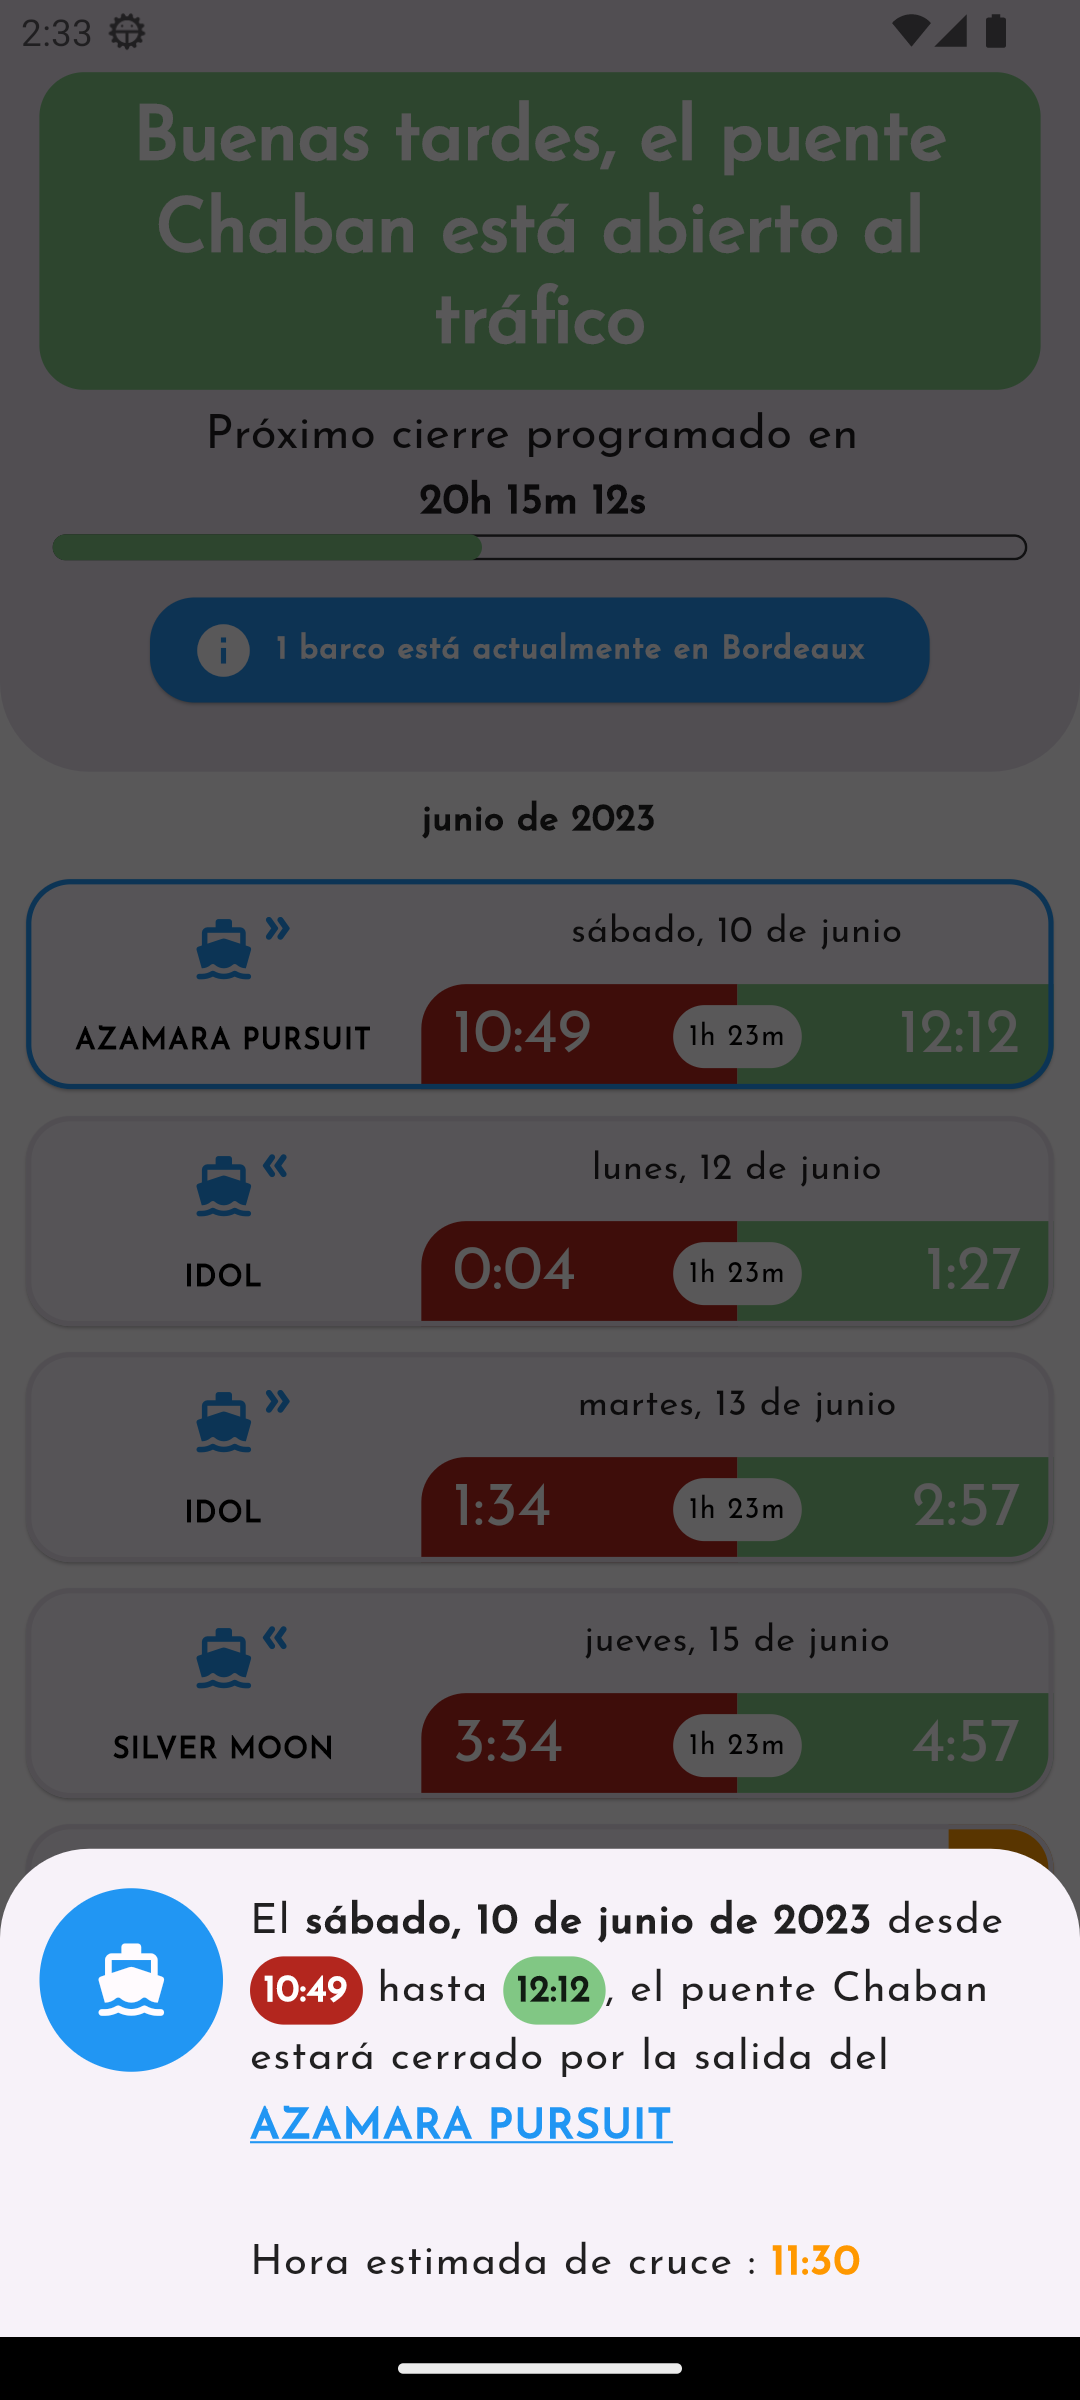 2:33
Buenas tardes, el puente
Chaban está abierto al
tráfico
Próximo cierre programado en
20h 15m 12s
1 barco está actualmente en Bordeaux
junio de 2023
sábado, 10 de junio
AZAMARA PURSUIT
10:49 1h 23m 12:12
lunes, 12 de junio
IDOL
0:04 1h 23m 1:27
martes, 13 de junio
IDOL
1:34 1h 23m 2:57
jueves, 15 de junio
SILVER MOON
3:34 1h 23m 4:57
El sábado, 10 de junio de 2023 desde
10:49 hasta 12:12, el puente Chaban
estará cerrado por la salida del
AZAMARA PURSUIT
Hora estimada de cruce : 11:30